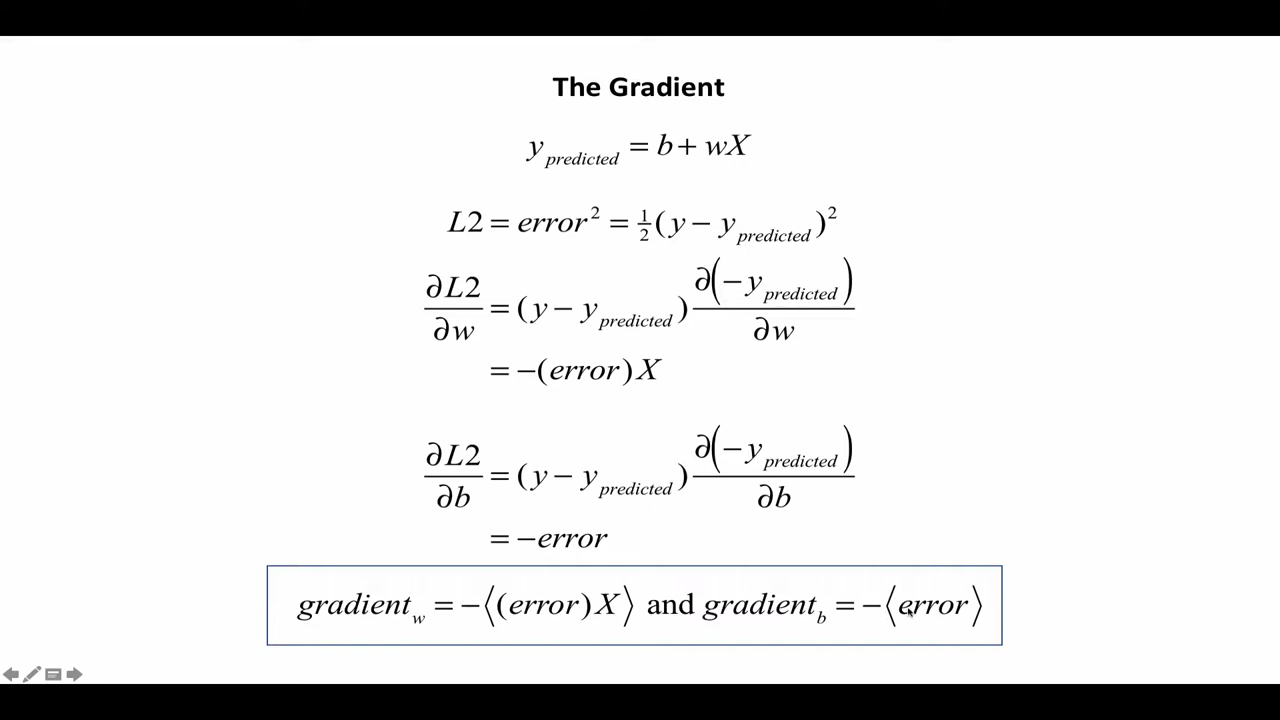 The Gradient
y_predicted = b + wX
L2 = error² = ½(y − y_predicted)²
∂L2/∂w = (y − y_predicted) ∂(−y_predicted)/∂w
= −(error)X
∂L2/∂b = (y − y_predicted) ∂(−y_predicted)/∂b
= −error
gradient_w = −⟨(error)X⟩ and gradient_b = −⟨error⟩